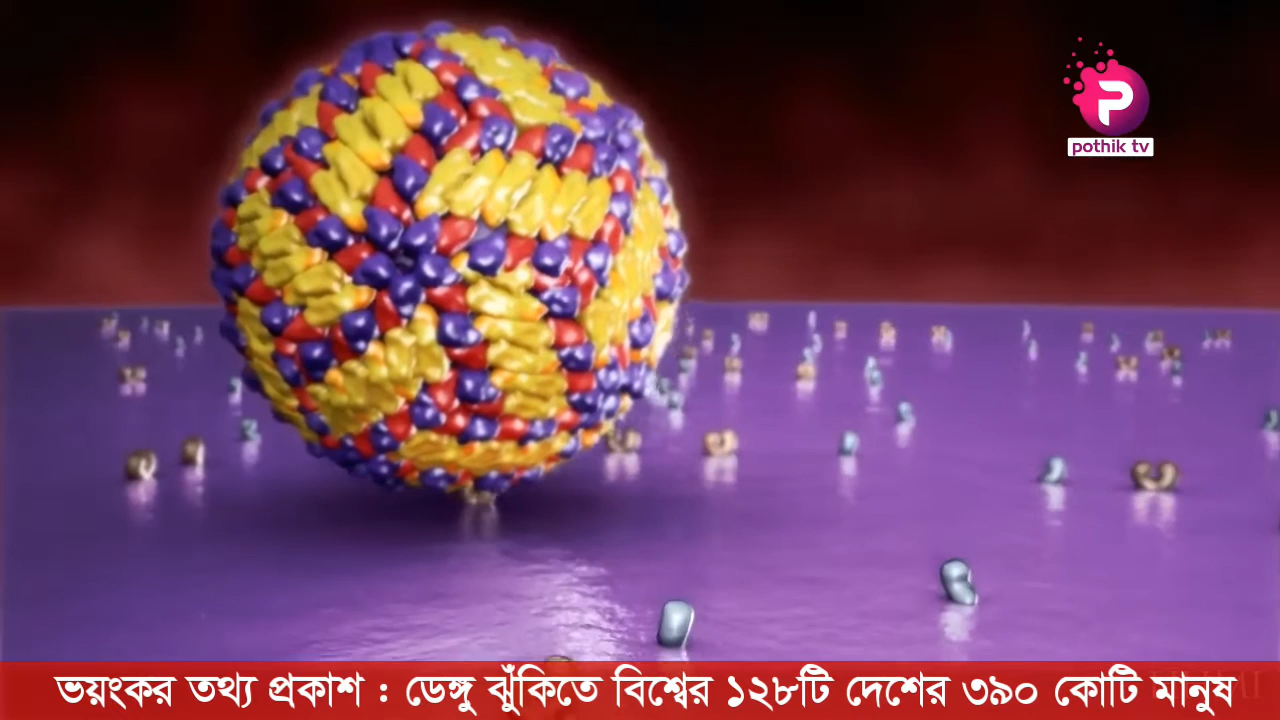 P
pothik tv
ভয়ংকর তথ্য প্রকাশ : ডেঙ্গু ঝুঁকিতে বিশ্বের ১২৮টি দেশের ৩৯০ কোটি মানুষ